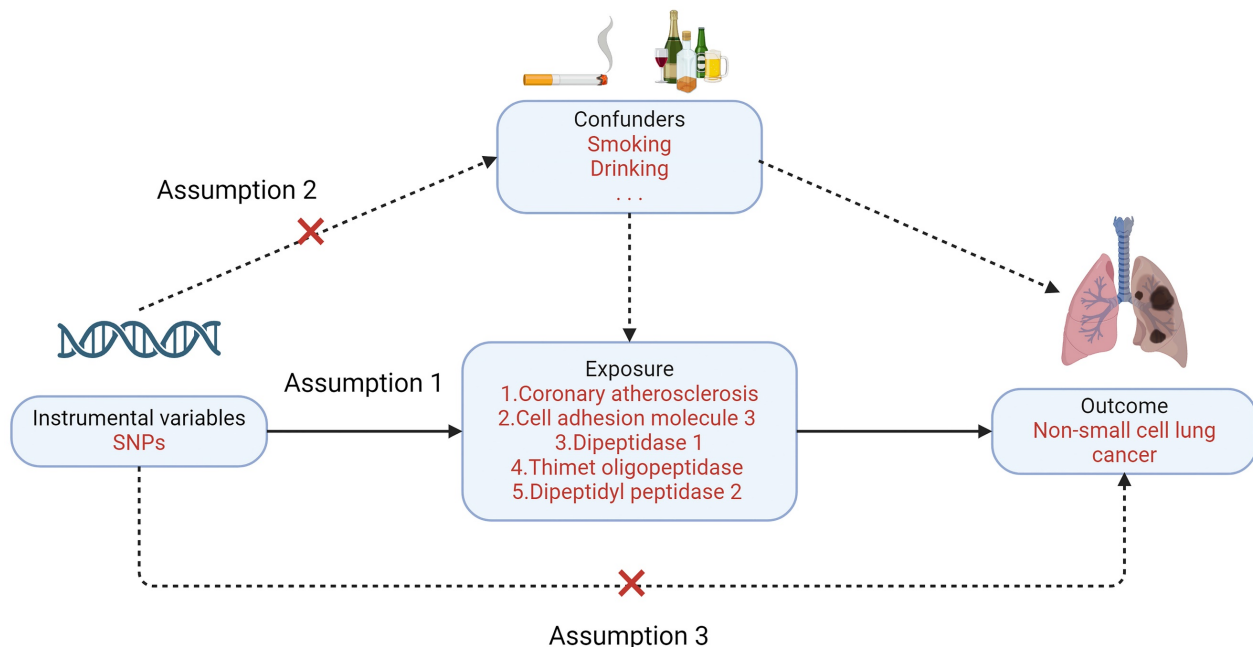 Confunders
Smoking
Drinking
. . .
Assumption 2
Assumption 1
Instrumental variables
SNPs
Exposure
1.Coronary atherosclerosis
2.Cell adhesion molecule 3
3.Dipeptidase 1
4.Thimet oligopeptidase
5.Dipeptidyl peptidase 2
Outcome
Non-small cell lung
cancer
Assumption 3